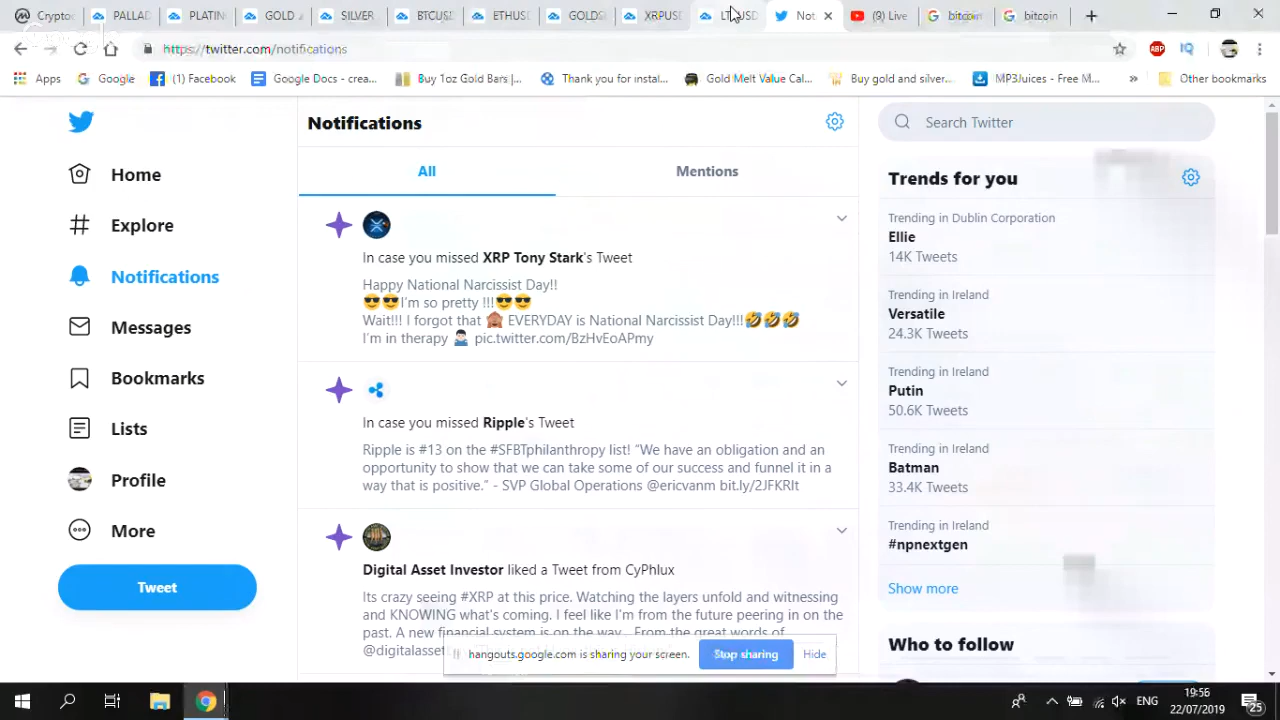 Crypto
PALLAD
PLATIN
GOLD
SILVER
BTCUSD
ETHUSD
GOLDS
XRPUSD
LTCUSD
Not
(9) Live
bitcoin
bitcoin
https://twitter.com/notifications
Apps
Google
(1) Facebook
Google Docs - crea...
Buy 1oz Gold Bars |...
Thank you for instal...
Gold Melt Value Cal...
Buy gold and silver...
MP3Juices - Free M...
»
Other bookmarks
Home
Explore
Notifications
Messages
Bookmarks
Lists
Profile
More
Tweet
Notifications
All
Mentions
In case you missed XRP Tony Stark's Tweet
Happy National Narcissist Day!!
😎😎I'm so pretty !!!😎😎
Wait!!! I forgot that 🙈 EVERYDAY is National Narcissist Day!!!🤣🤣🤣
I'm in therapy 🤷🏻‍♂️ pic.twitter.com/BzHvEoAPmy
In case you missed Ripple's Tweet
Ripple is #13 on the #SFBTphilanthropy list! "We have an obligation and an
opportunity to show that we can take some of our success and funnel it in a
way that is positive." - SVP Global Operations @ericvanm bit.ly/2JFKRIt
Digital Asset Investor liked a Tweet from CyPhlux
Its crazy seeing #XRP at this price. Watching the layers unfold and witnessing
and KNOWING what's coming. I feel like I'm from the future peering in on the
past. A new financial system is on the way. From the great words of
@digitalasset
hangouts.google.com is sharing your screen.
Stop sharing
Hide
Search Twitter
Trends for you
Trending in Dublin Corporation
Ellie
14K Tweets
Trending in Ireland
Versatile
24.3K Tweets
Trending in Ireland
Putin
50.6K Tweets
Trending in Ireland
Batman
33.4K Tweets
Trending in Ireland
#npnextgen
Show more
Who to follow
ENG
19:56
22/07/2019
25